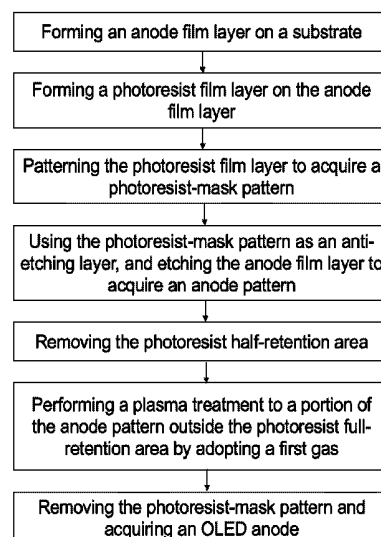 Forming an anode film layer on a substrate
Forming a photoresist film layer on the anode
film layer
Patterning the photoresist film layer to acquire a
photoresist-mask pattern
Using the photoresist-mask pattern as an anti-
etching layer, and etching the anode film layer to
acquire an anode pattern
Removing the photoresist half-retention area
Performing a plasma treatment to a portion of
the anode pattern outside the photoresist full-
retention area by adopting a first gas
Removing the photoresist-mask pattern and
acquiring an OLED anode